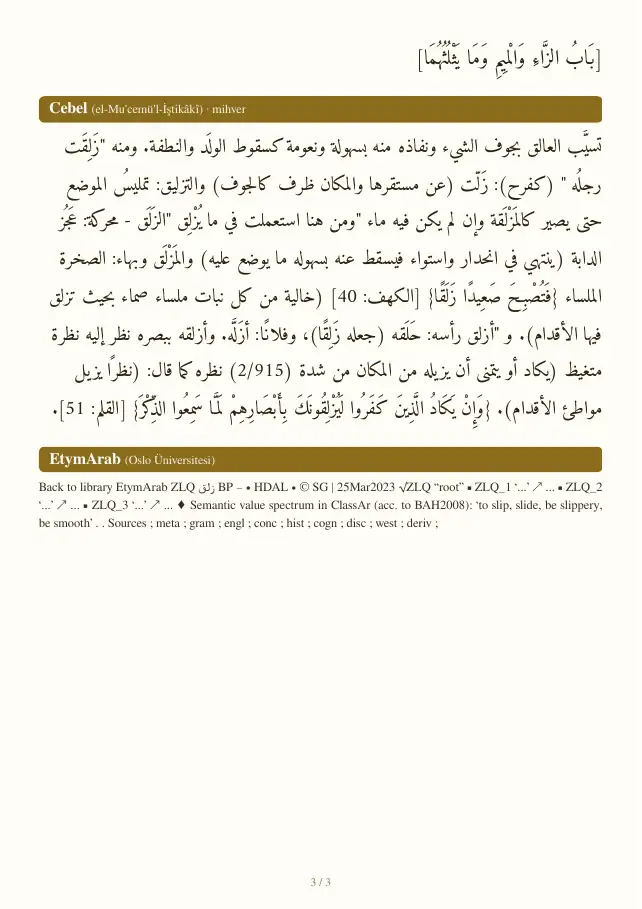 [بَابُ الزَّاءِ وَالْمِيمِ وَمَا يَثْلُثُهُمَا]
Cebel (el-Mu'cemü'l-İştikâkî) · mihver
تسيَّب العالق بجوف الشيء ونفاذه منه بسهولة ونعومة كسقوط الولَد والنطفة. ومنه "زَلِقَت
رجلُه " (كفرح): زَلّت (عن مستقرها والمكان ظرف كالجوف) والتزليق: تمليسُ الموضع
حتى يصير كالمَزْلَقة وإن لم يكن فيه ماء "ومن هنا استعملت في ما يُزْلِق "الزَلَق - محركة: عَجُز
الدابة (ينتهي في انحدار واستواء فيسقط عنه بسهوله ما يوضع عليه) والمَزْلَق وبهاء: الصخرة
الملساء {فَتُصْبِحَ صَعِيدًا زَلَقًا} [الكهف: 40] (خالية من كل نبات ملساء صماء بحيث تزلق
فيها الأقدام). و "أزلق رأسه: حَلَقه (جعله زَلِقًا)، وفلانًا: أزَلَّه. وأزلقه ببصره نظر إليه نظرة
متغيظ (يكاد أو يتمنى أن يزيله من المكان من شدة (2/915) نظره كما قال: (نظرًا يزيل
مواطئ الأقدام). {وَإِنْ يَكَادُ الَّذِينَ كَفَرُوا لَيُزْلِقُونَكَ بِأَبْصَارِهِمْ لَمَّا سَمِعُوا الذِّكْرَ} [القلم: 51].
EtymArab (Oslo Üniversitesi)
Back to library EtymArab ZLQ زلق BP – • HDAL • © SG | 25Mar2023 √ZLQ “root” ▪ ZLQ_1 ‘...’ ↗ ... ▪ ZLQ_2
‘...’ ↗ ... ▪ ZLQ_3 ‘...’ ↗ ... ♦ Semantic value spectrum in ClassAr (acc. to BAH2008): ‘to slip, slide, be slippery,
be smooth’ . . Sources ; meta ; gram ; engl ; conc ; hist ; cogn ; disc ; west ; deriv ;
3 / 3